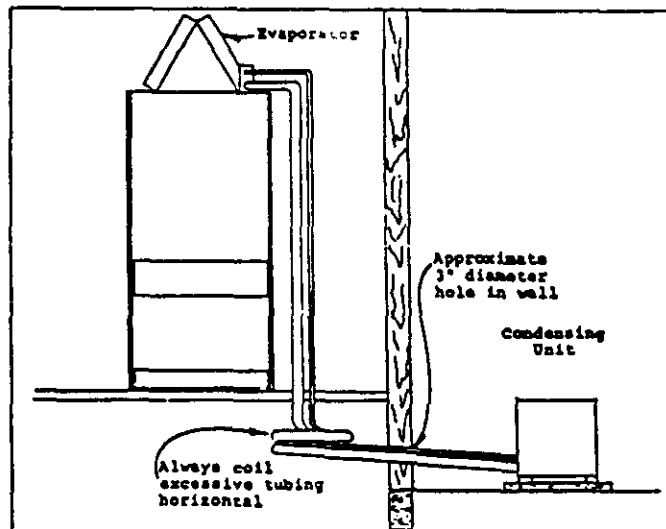 Evaporator
Approximate
3" diameter
hole in wall
Condensing
Unit
Always coil
excessive tubing
horizontal